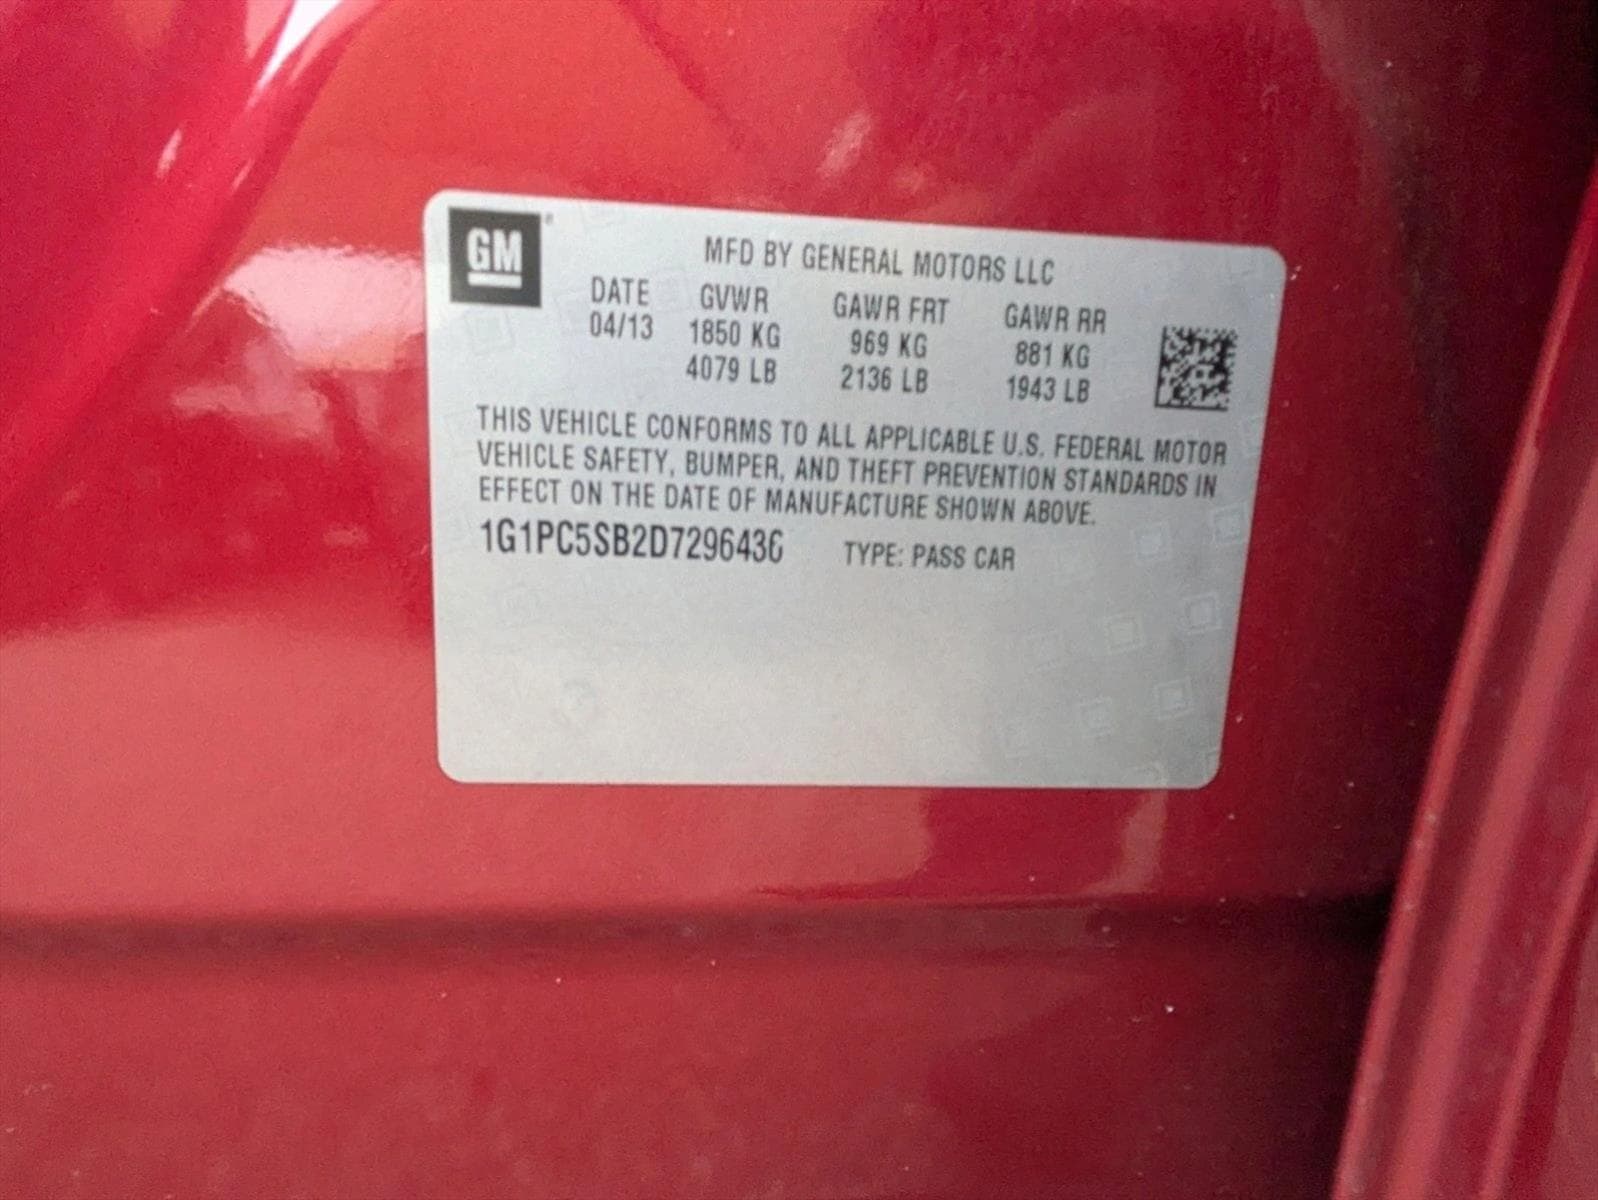 GM
MFD BY GENERAL MOTORS LLC
DATE GVWR GAWR FRT GAWR RR
04/13 1850 KG 969 KG 881 KG
4079 LB 2136 LB 1943 LB
THIS VEHICLE CONFORMS TO ALL APPLICABLE U.S. FEDERAL MOTOR
VEHICLE SAFETY, BUMPER, AND THEFT PREVENTION STANDARDS IN
EFFECT ON THE DATE OF MANUFACTURE SHOWN ABOVE.
1G1PC5SB2D7296436 TYPE: PASS CAR